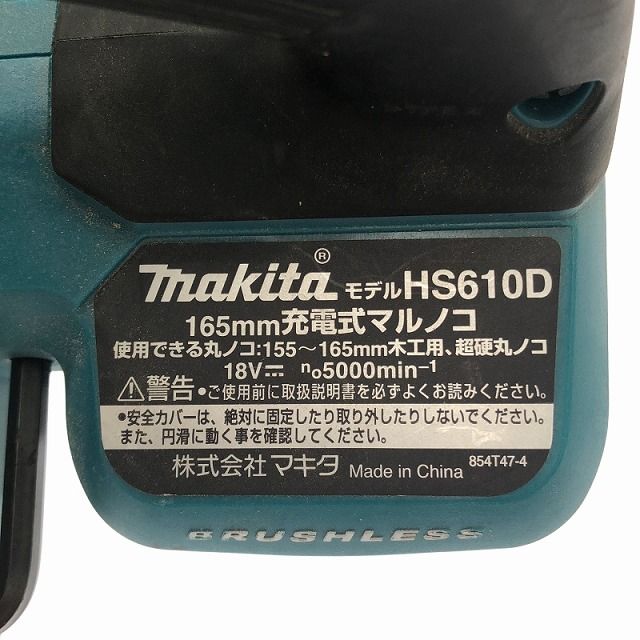 makita® モデルHS610D
165mm充電式マルノコ
使用できる丸ノコ:155～165mm木工用、超硬丸ノコ
18V⎓ n₀5000min⁻¹
⚠警告 ●ご使用前に取扱説明書を必ずよくお読みください。
●安全カバーは、絶対に固定したり取り外したりしないでください。
また、円滑に動く事を確認してください。
株式会社マキタ Made in China 854T47-4
BRUSHLESS